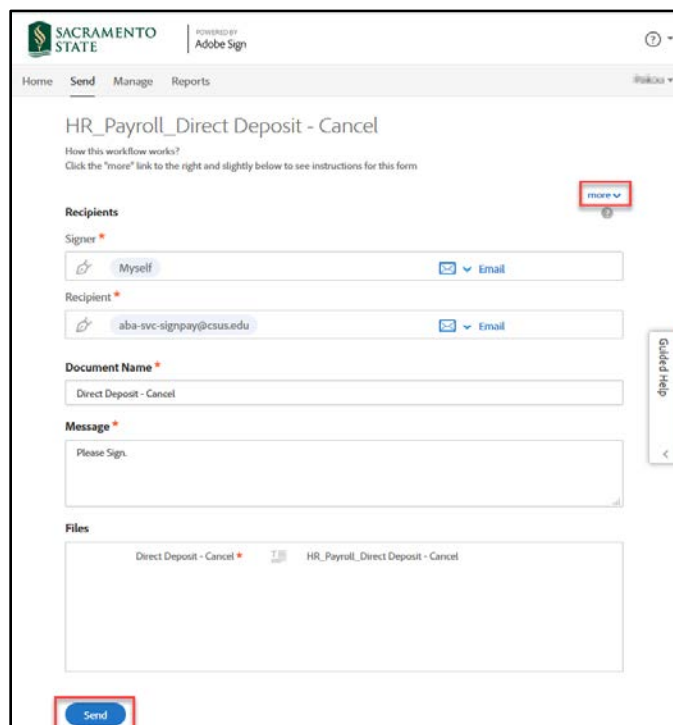 SACRAMENTO
STATE
POWERED BY
Adobe Sign
Home Send Manage Reports
HR_Payroll_Direct Deposit - Cancel
How this workflow works?
Click the "more" link to the right and slightly below to see instructions for this form
more
Recipients
Signer *
Myself Email
Recipient *
aba-svc-signpay@csus.edu Email
Document Name *
Direct Deposit - Cancel
Message *
Please Sign.
Guided Help
Files
Direct Deposit - Cancel * HR_Payroll_Direct Deposit - Cancel
Send